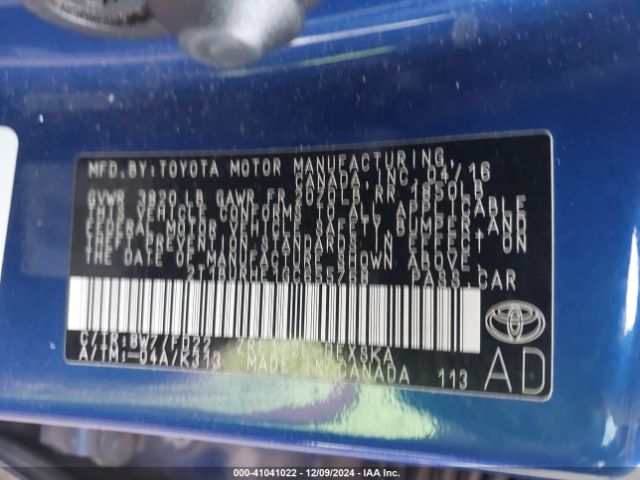 MFD.BY:TOYOTA MOTOR MANUFACTURING,
CANADA, INC. 04/16
GVWR 3820 LB GAWR FR 2070LB RR 1850LB
THIS VEHICLE CONFORMS TO ALL APPLICABLE
FEDERAL MOTOR VEHICLE SAFETY, BUMPER, AND
THEFT PREVENTION STANDARDS IN EFFECT ON
THE DATE OF MANUFACTURE SHOWN ABOVE.
PASS.CAR
C/TR:8W7/FD22
A/TM:-01A/K313 MADE IN CANADA 113
AD
000-41041022 - 12/09/2024 - IAA Inc.